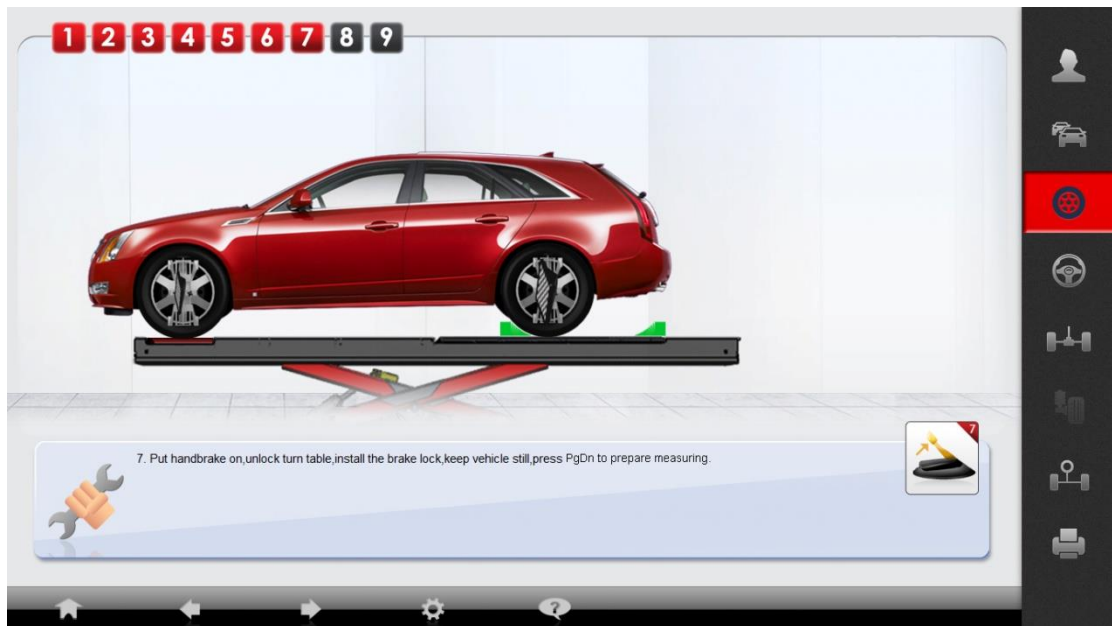 1 2 3 4 5 6 7 8 9
7. Put handbrake on,unlock turn table,install the brake lock,keep vehicle still,press PgDn to prepare measuring.
7
?